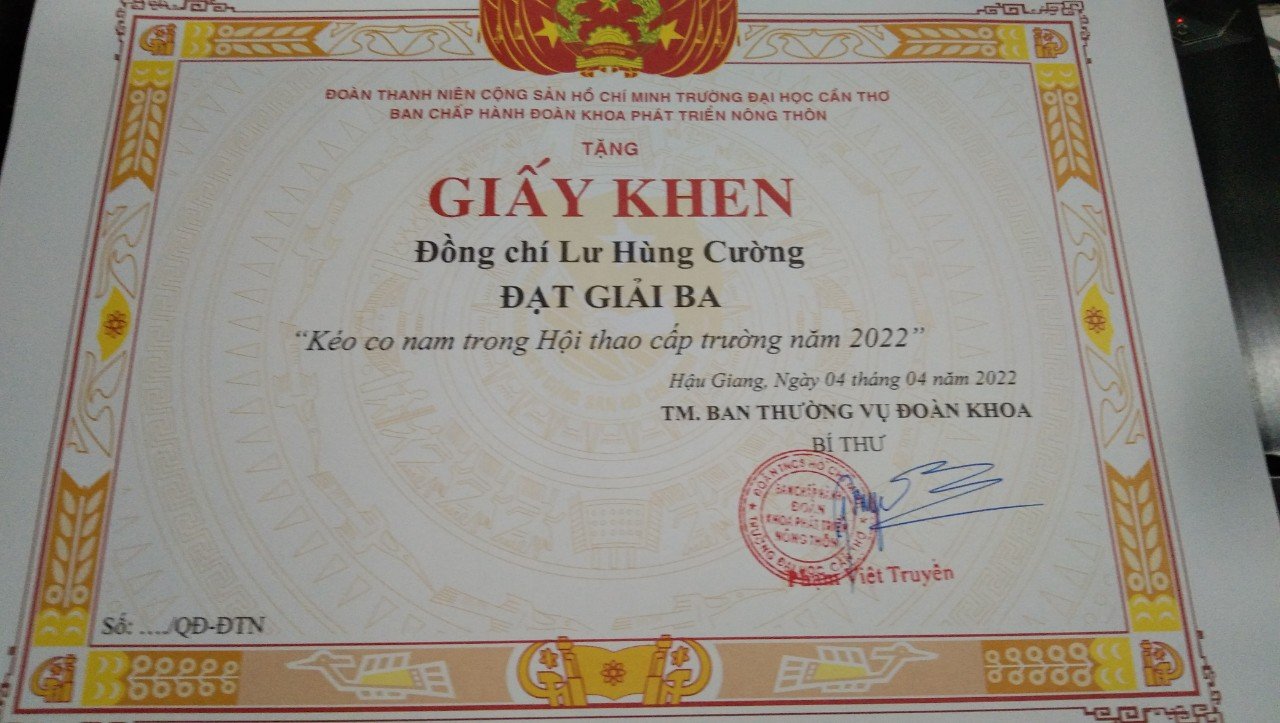 VIỆT NAM
ĐOÀN THANH NIÊN CỘNG SẢN HỒ CHÍ MINH TRƯỜNG ĐẠI HỌC CẦN THƠ
BAN CHẤP HÀNH ĐOÀN KHOA PHÁT TRIỂN NÔNG THÔN
TẶNG
GIẤY KHEN
Đồng chí Lư Hùng Cường
ĐẠT GIẢI BA
“Kéo co nam trong Hội thao cấp trường năm 2022”
Hậu Giang, Ngày 04 tháng 04 năm 2022
TM. BAN THƯỜNG VỤ ĐOÀN KHOA
BÍ THƯ
ĐOÀN TNCS HỒ CHÍ
BAN CHẤP HÀNH
ĐOÀN
KHOA PHÁT TRIỂN
NÔNG THÔN
TRƯỜNG ĐẠI HỌC CẦN THƠ
Phạm Việt Truyền
Số: ..../QĐ-ĐTN